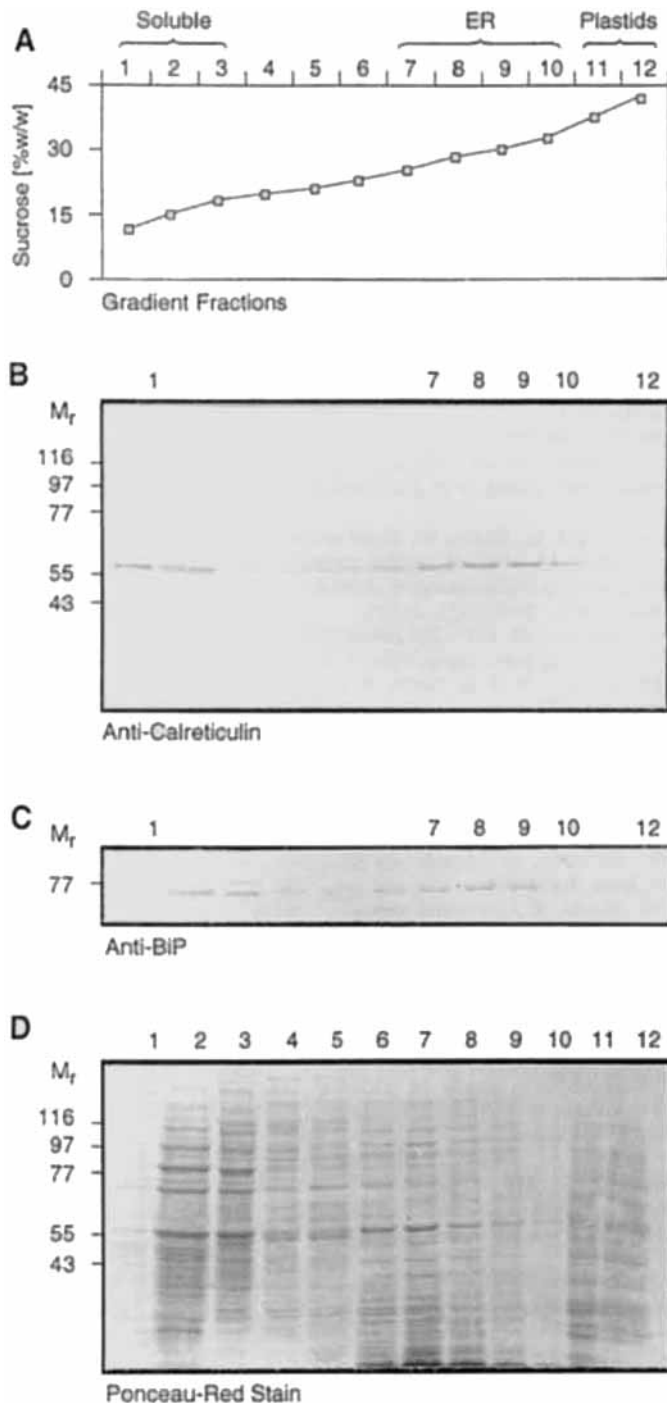 A
Soluble ER Plastids
1 2 3 4 5 6 7 8 9 10 11 12
Sucrose [%w/w]
45
30
15
0
Gradient Fractions
B
1 7 8 9 10 12
Mr
116
97
77
55
43
Anti-Calreticulin
C
1 7 8 9 10 12
Mr
77
Anti-BiP
D
1 2 3 4 5 6 7 8 9 10 11 12
Mr
116
97
77
55
43
Ponceau-Red Stain